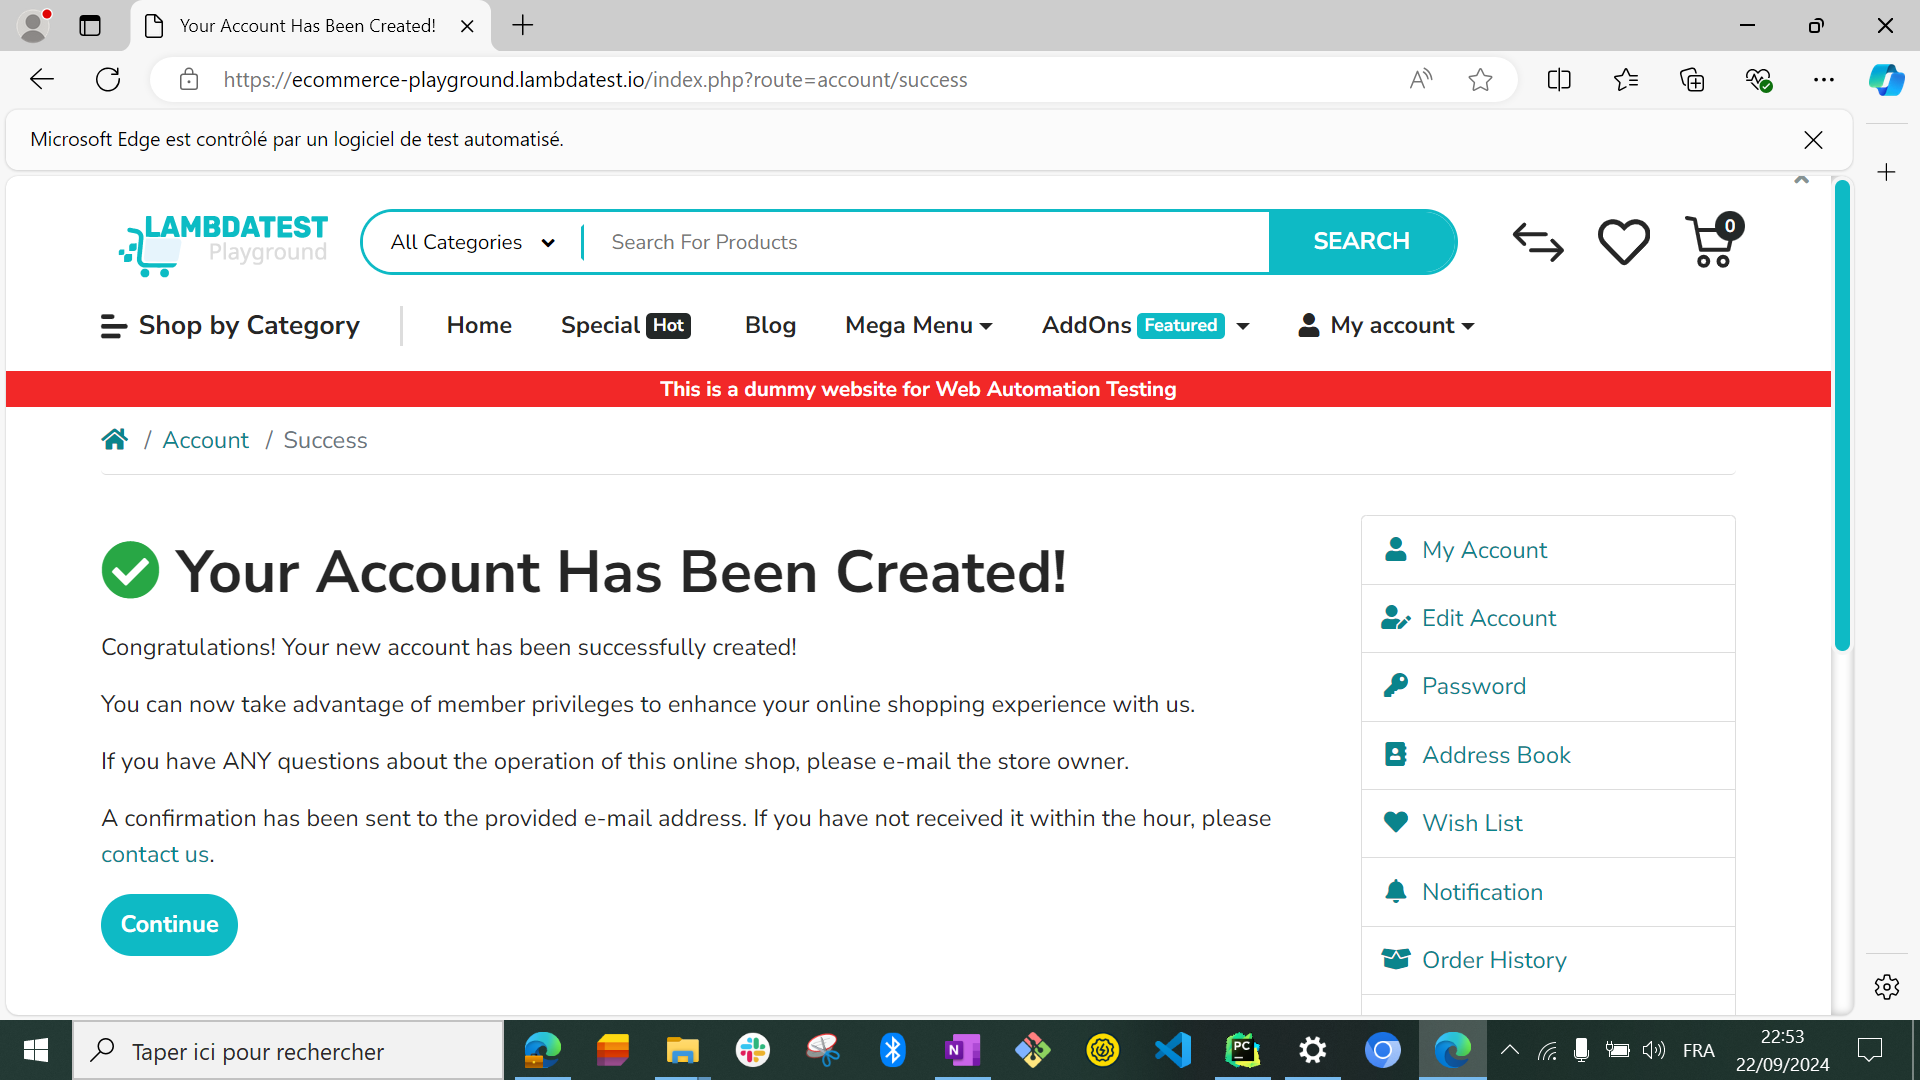 Your Account Has Been Created!
https://ecommerce-playground.lambdatest.io/index.php?route=account/success
Microsoft Edge est contrôlé par un logiciel de test automatisé.
LAMBDATEST
Playground
All Categories
Search For Products
SEARCH
0
Shop by Category
Home
Special Hot
Blog
Mega Menu
AddOns Featured
My account
This is a dummy website for Web Automation Testing
/ Account / Success
Your Account Has Been Created!
Congratulations! Your new account has been successfully created!
You can now take advantage of member privileges to enhance your online shopping experience with us.
If you have ANY questions about the operation of this online shop, please e-mail the store owner.
A confirmation has been sent to the provided e-mail address. If you have not received it within the hour, please
contact us.
Continue
My Account
Edit Account
Password
Address Book
Wish List
Notification
Order History
Taper ici pour rechercher
N
PC
FRA
22:53
22/09/2024